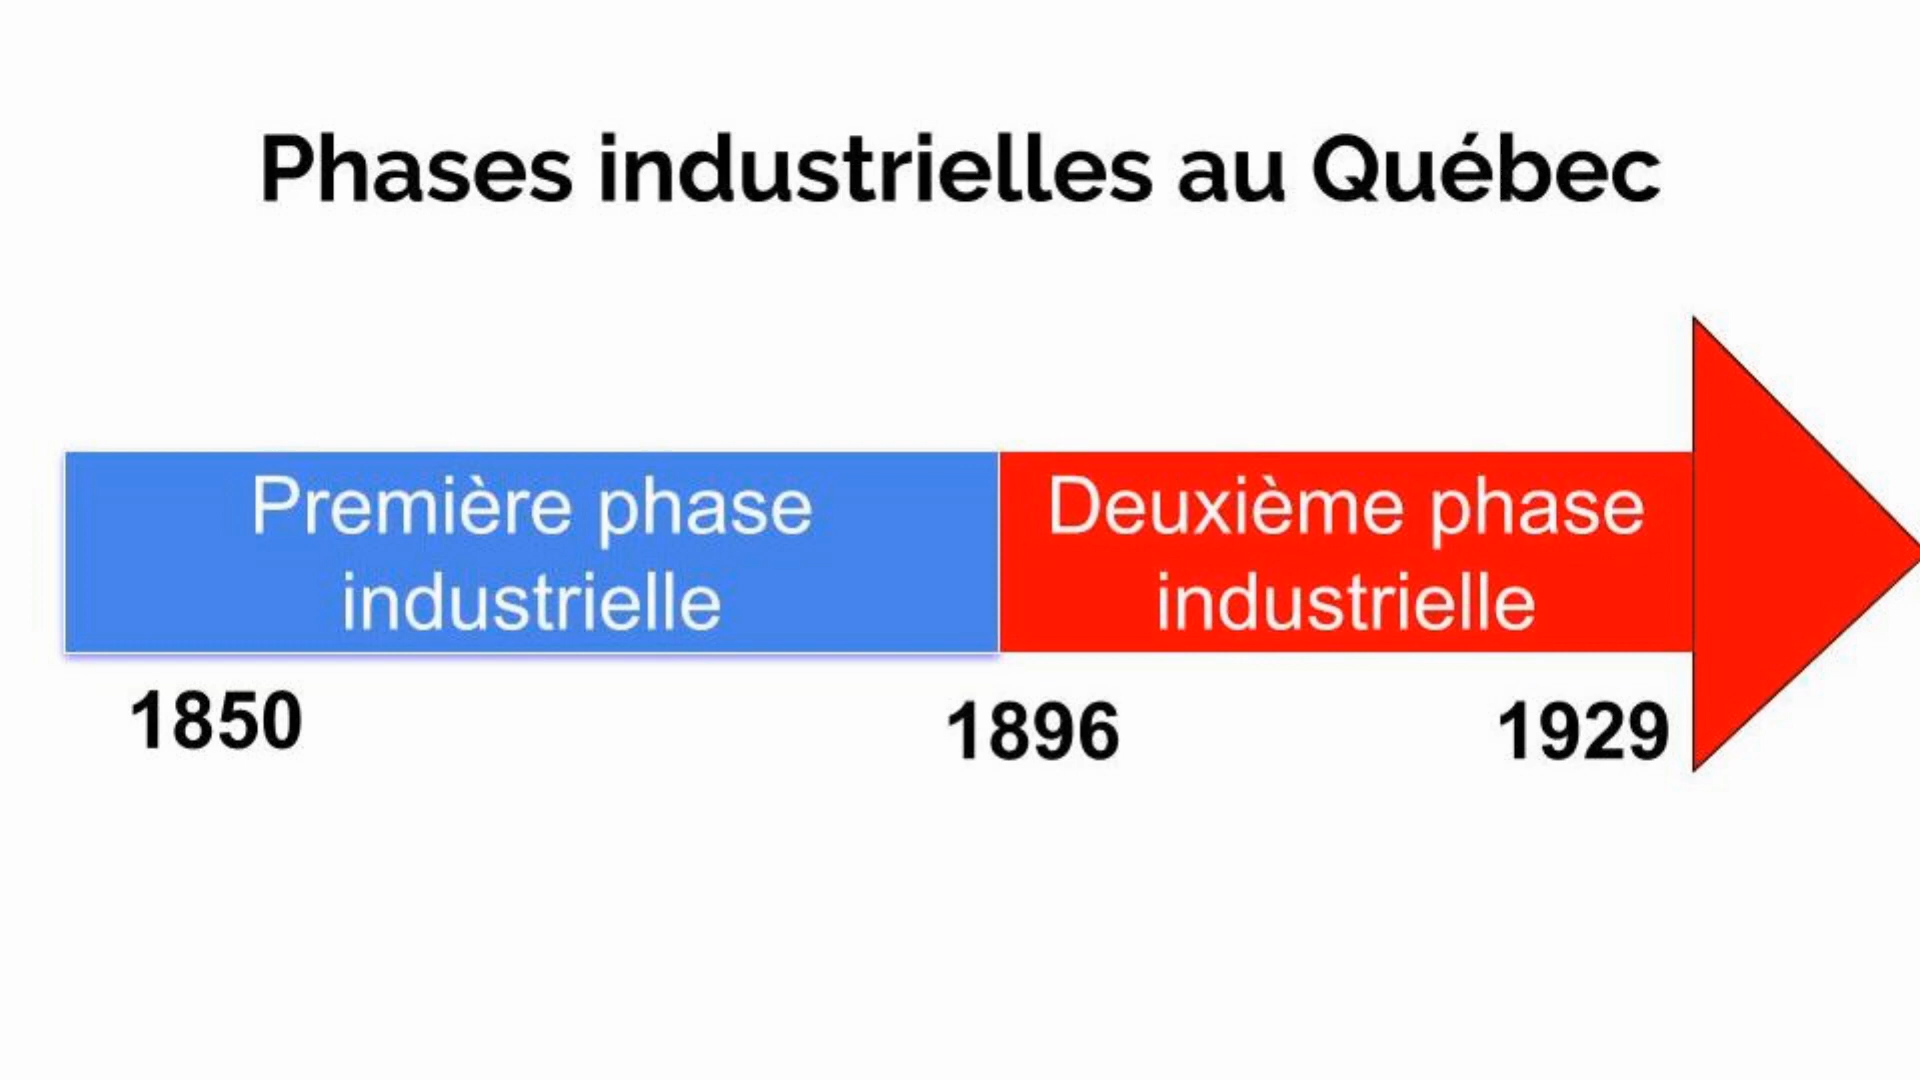 Phases industrielles au Québec
Première phase
industrielle
Deuxième phase
industrielle
1850
1896
1929